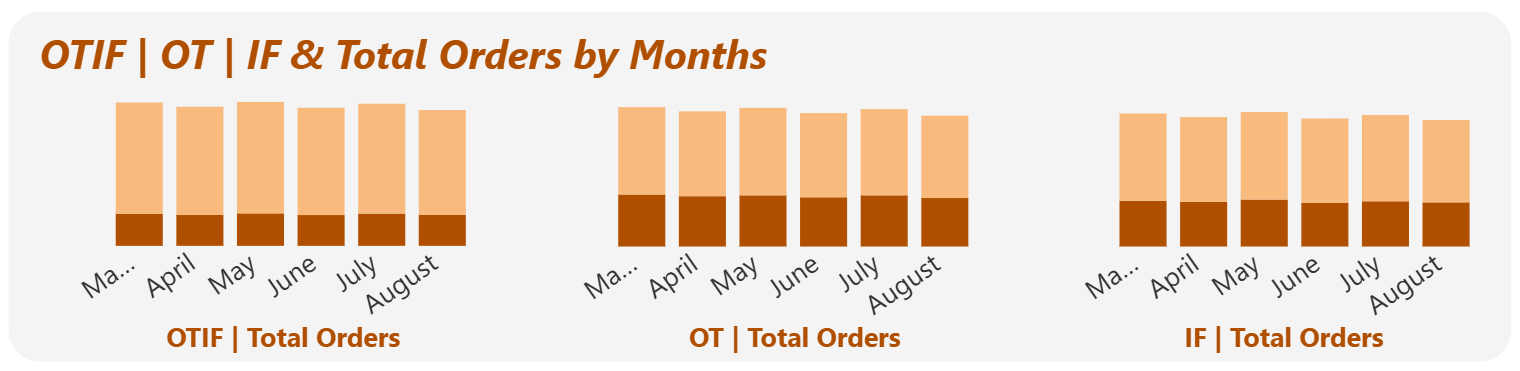 OTIF | OT | IF & Total Orders by Months
Ma...
April
May
June
July
August
OTIF | Total Orders
Ma...
April
May
June
July
August
OT | Total Orders
Ma...
April
May
June
July
August
IF | Total Orders